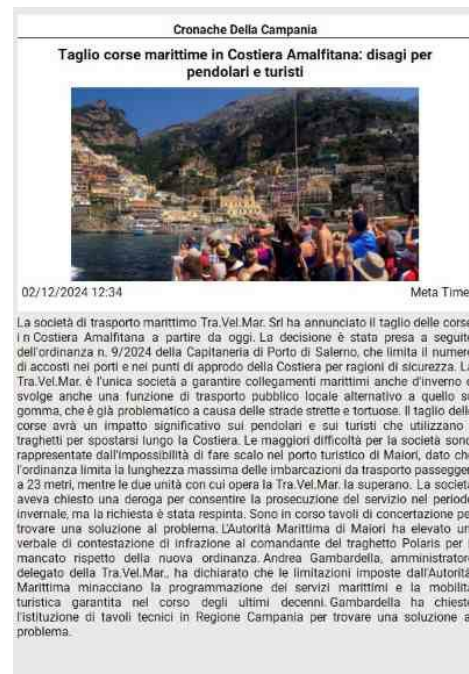 Cronache Della Campania
Taglio corse marittime in Costiera Amalfitana: disagi per
pendolari e turisti
02/12/2024 12:34
Meta Time
La società di trasporto marittimo Tra.Vel.Mar. Srl ha annunciato il taglio delle corse
i n Costiera Amalfitana a partire da oggi. La decisione è stata presa a seguito
dell'ordinanza n. 9/2024 della Capitaneria di Porto di Salerno, che limita il numero
di accosti nei porti e nei punti di approdo della Costiera per ragioni di sicurezza. La
Tra.Vel.Mar. è l'unica società a garantire collegamenti marittimi anche d'inverno e
svolge anche una funzione di trasporto pubblico locale alternativo a quello su
gomma, che è già problematico a causa delle strade strette e tortuose. Il taglio delle
corse avrà un impatto significativo sui pendolari e sui turisti che utilizzano i
traghetti per spostarsi lungo la Costiera. Le maggiori difficoltà per la società sono
rappresentate dall'impossibilità di fare scalo nel porto turistico di Maiori, dato che
l'ordinanza limita la lunghezza massima delle imbarcazioni da trasporto passeggeri
a 23 metri, mentre le due unità con cui opera la Tra.Vel.Mar. la superano. La società
aveva chiesto una deroga per consentire la prosecuzione del servizio nel periodo
invernale, ma la richiesta è stata respinta. Sono in corso tavoli di concertazione per
trovare una soluzione al problema. L'Autorità Marittima di Maiori ha elevato un
verbale di contestazione di infrazione al comandante del traghetto Polaris per il
mancato rispetto della nuova ordinanza. Andrea Gambardella, amministratore
delegato della Tra.Vel.Mar., ha dichiarato che le limitazioni imposte dall'Autorità
Marittima minacciano la programmazione dei servizi marittimi e la mobilità
turistica garantita nel corso degli ultimi decenni. Gambardella ha chiesto
l'istituzione di tavoli tecnici in Regione Campania per trovare una soluzione al
problema.